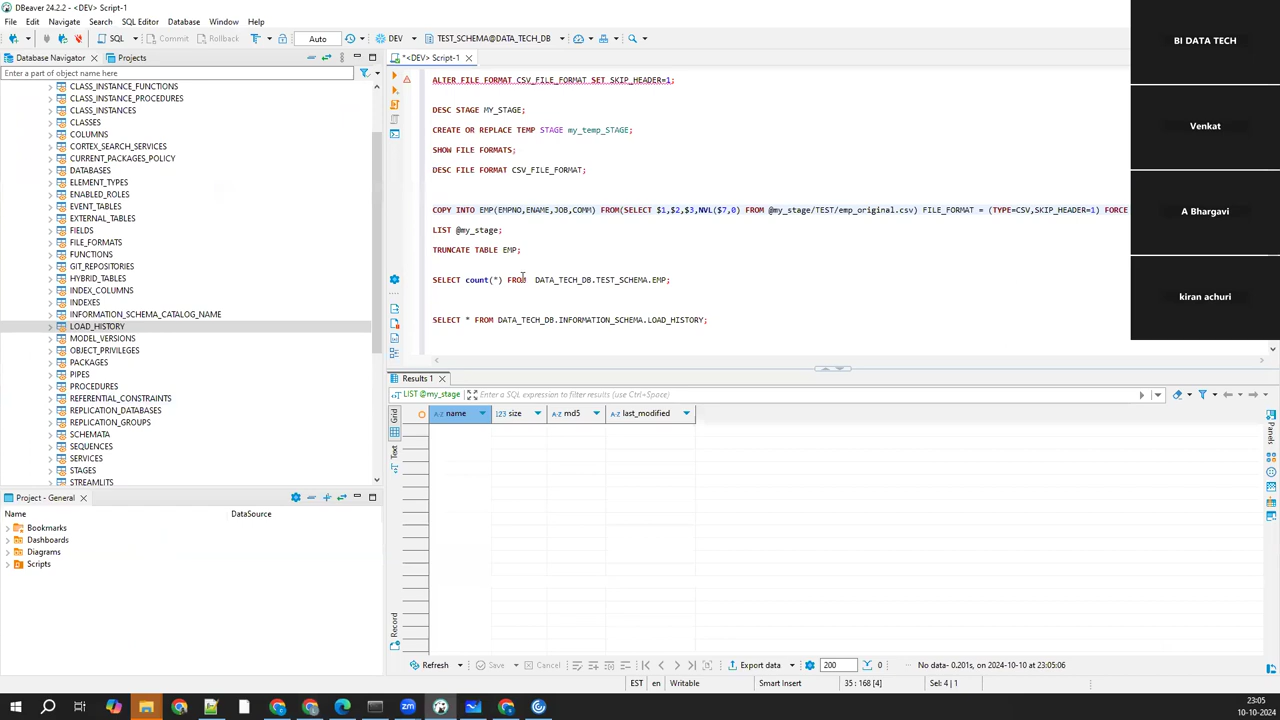 DBeaver 24.2.2 - <DEV> Script-1
File Edit Navigate Search SQL Editor Database Window Help
SQL Commit Rollback Auto DEV TEST_SCHEMA@DATA_TECH_DB
Database Navigator Projects
*<DEV> Script-1
Enter a part of object name here
CLASS_INSTANCE_FUNCTIONS
CLASS_INSTANCE_PROCEDURES
CLASS_INSTANCES
CLASSES
COLUMNS
CORTEX_SEARCH_SERVICES
CURRENT_PACKAGES_POLICY
DATABASES
ELEMENT_TYPES
ENABLED_ROLES
EVENT_TABLES
EXTERNAL_TABLES
FIELDS
FILE_FORMATS
FUNCTIONS
GIT_REPOSITORIES
HYBRID_TABLES
INDEX_COLUMNS
INDEXES
INFORMATION_SCHEMA_CATALOG_NAME
LOAD_HISTORY
MODEL_VERSIONS
OBJECT_PRIVILEGES
PACKAGES
PIPES
PROCEDURES
REFERENTIAL_CONSTRAINTS
REPLICATION_DATABASES
REPLICATION_GROUPS
SCHEMATA
SEQUENCES
SERVICES
STAGES
STREAMLITS
ALTER FILE FORMAT CSV_FILE_FORMAT SET SKIP_HEADER=1;
DESC STAGE MY_STAGE;
CREATE OR REPLACE TEMP STAGE my_temp_STAGE;
SHOW FILE FORMATS;
DESC FILE FORMAT CSV_FILE_FORMAT;
COPY INTO EMP(EMPNO,ENAME,JOB,COMM) FROM(SELECT $1,$2,$3,NVL($7,0) FROM @my_stage/TEST/emp_original.csv) FILE_FORMAT = (TYPE=CSV,SKIP_HEADER=1) FORCE
LIST @my_stage;
TRUNCATE TABLE EMP;
SELECT count(*) FROM DATA_TECH_DB.TEST_SCHEMA.EMP;
SELECT * FROM DATA_TECH_DB.INFORMATION_SCHEMA.LOAD_HISTORY;
BI DATA TECH
Venkat
A Bhargavi
kiran achuri
Results 1
LIST @my_stage Enter a SQL expression to filter results (use Ctrl+Space)
Grid
Text
Record
A-Z name 123 size A-Z md5 A-Z last_modified
Panels
Project - General
Name DataSource
Bookmarks
Dashboards
Diagrams
Scripts
Refresh Save Cancel Export data 200 0 No data- 0.201s, on 2024-10-10 at 23:05:06
EST en Writable Smart Insert 35 : 168 [4] Sel: 4 | 1
23:05
10-10-2024